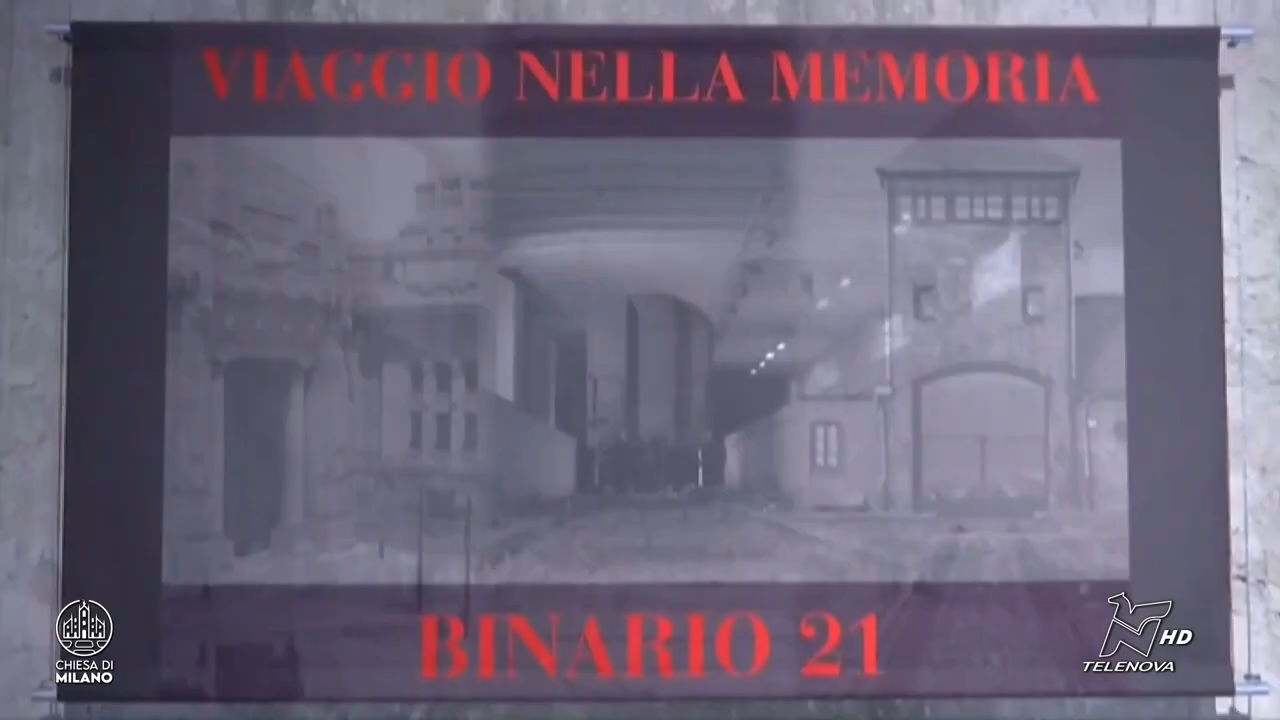 VIAGGIO NELLA MEMORIA
BINARIO 21
CHIESA DI
MILANO
HD
TELENOVA